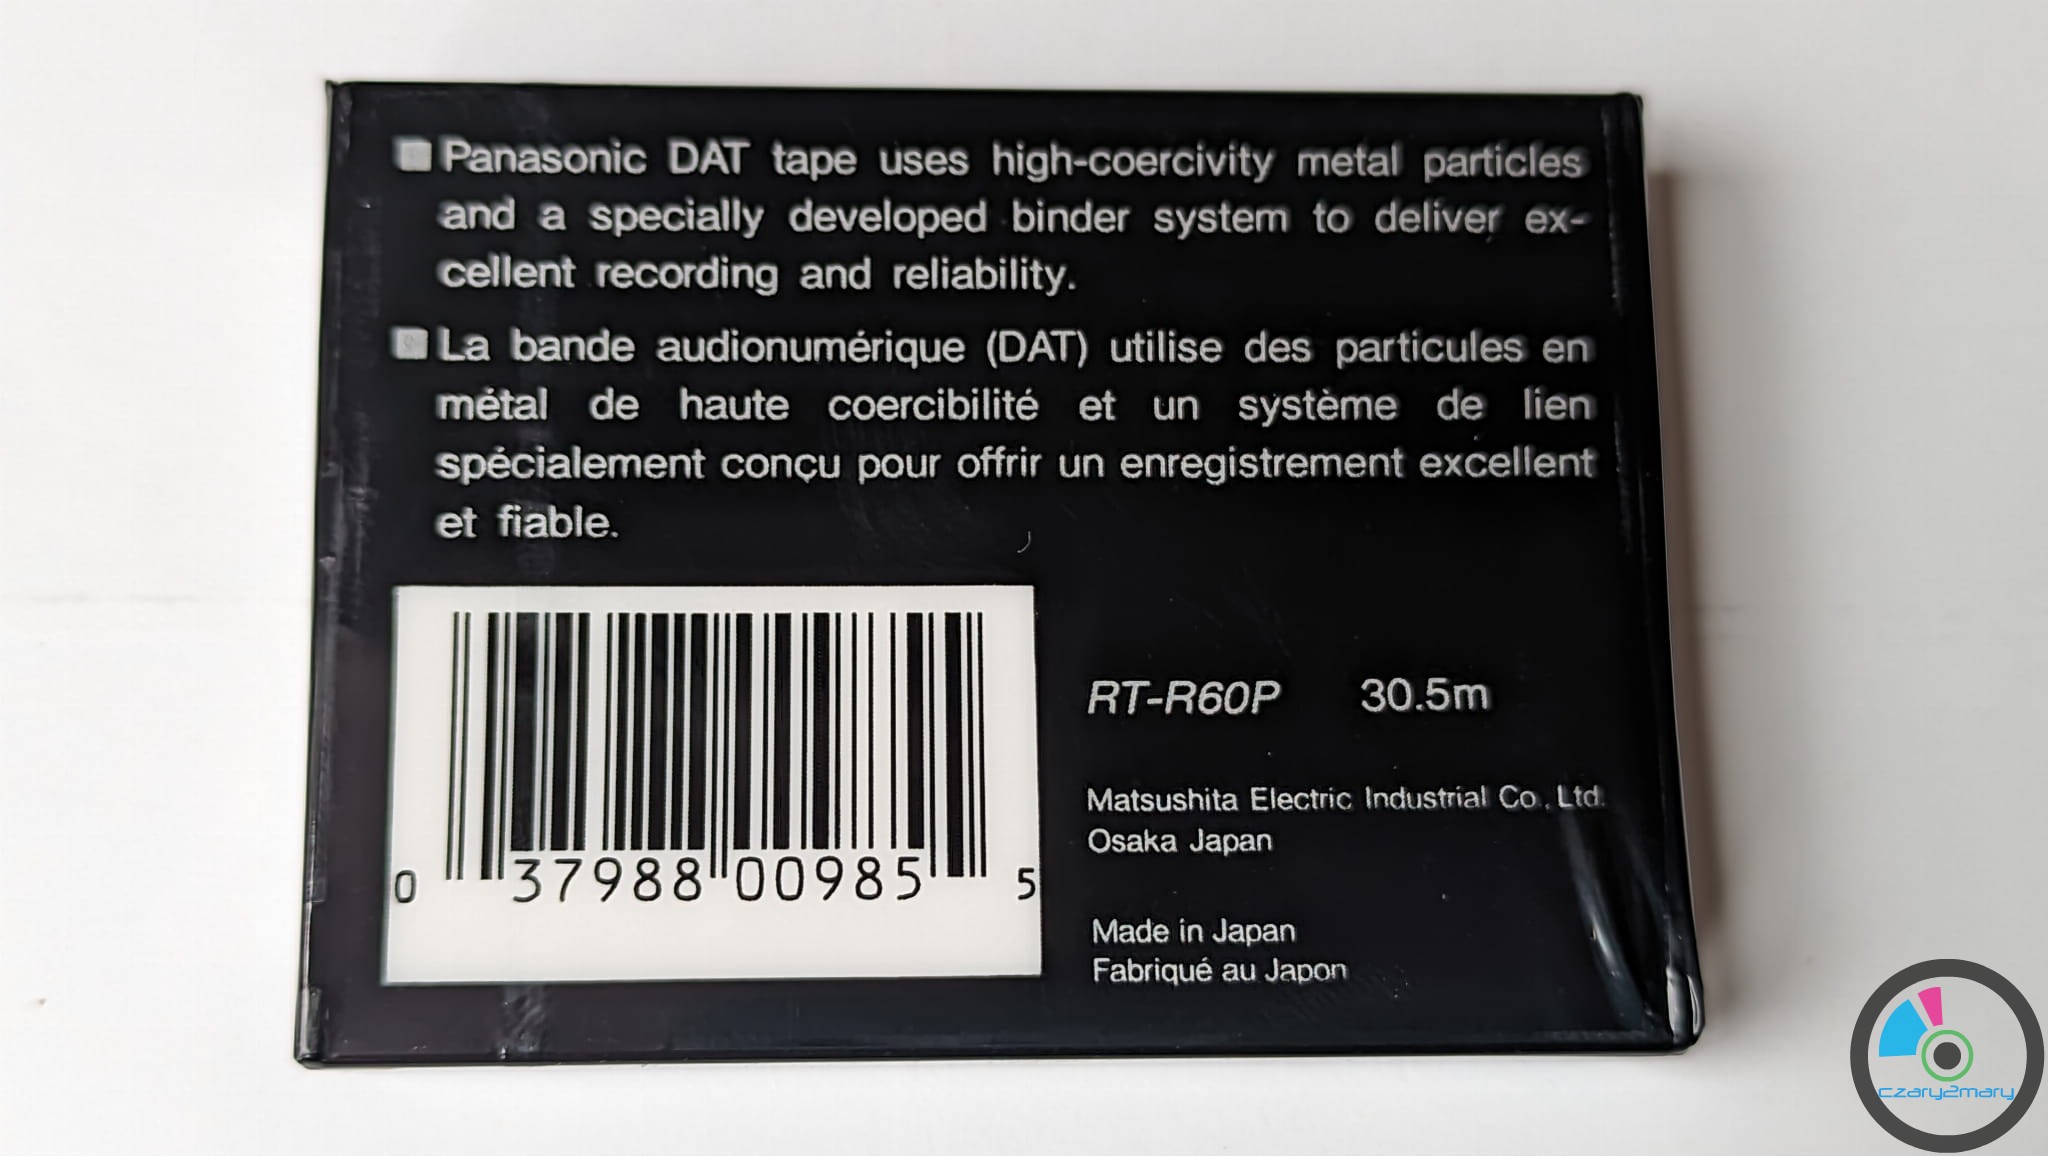 Panasonic DAT tape uses high-coercivity metal particles
and a specially developed binder system to deliver ex-
cellent recording and reliability.
La bande audionumérique (DAT) utilise des particules en
métal de haute coercibilité et un système de lien
spécialement conçu pour offrir un enregistrement excellent
et fiable.
0 37988 00985 5
RT-R60P 30.5m
Matsushita Electric Industrial Co., Ltd.
Osaka Japan
Made in Japan
Fabriqué au Japon
czary2mary